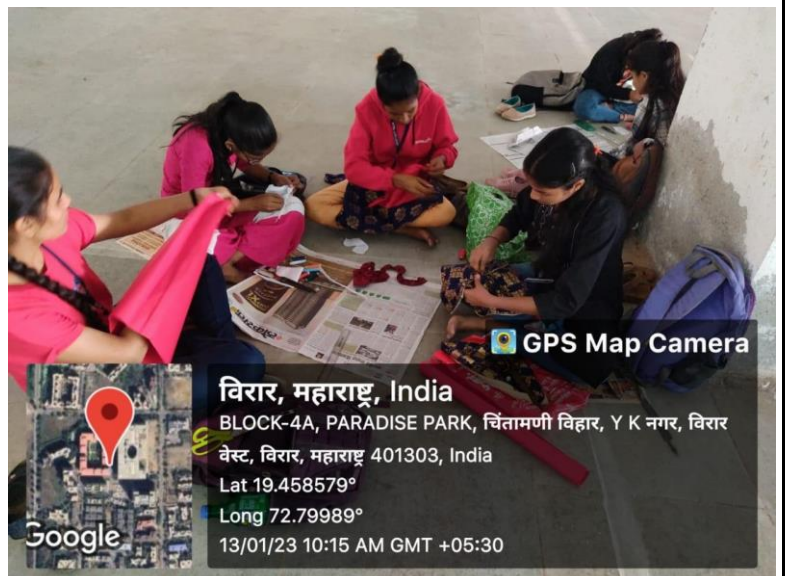 GPS Map Camera
विरार, महाराष्ट्र, India
BLOCK-4A, PARADISE PARK, चिंतामणी विहार, Y K नगर, विरार
वेस्ट, विरार, महाराष्ट्र 401303, India
Lat 19.458579°
Long 72.79989°
13/01/23 10:15 AM GMT +05:30
Google